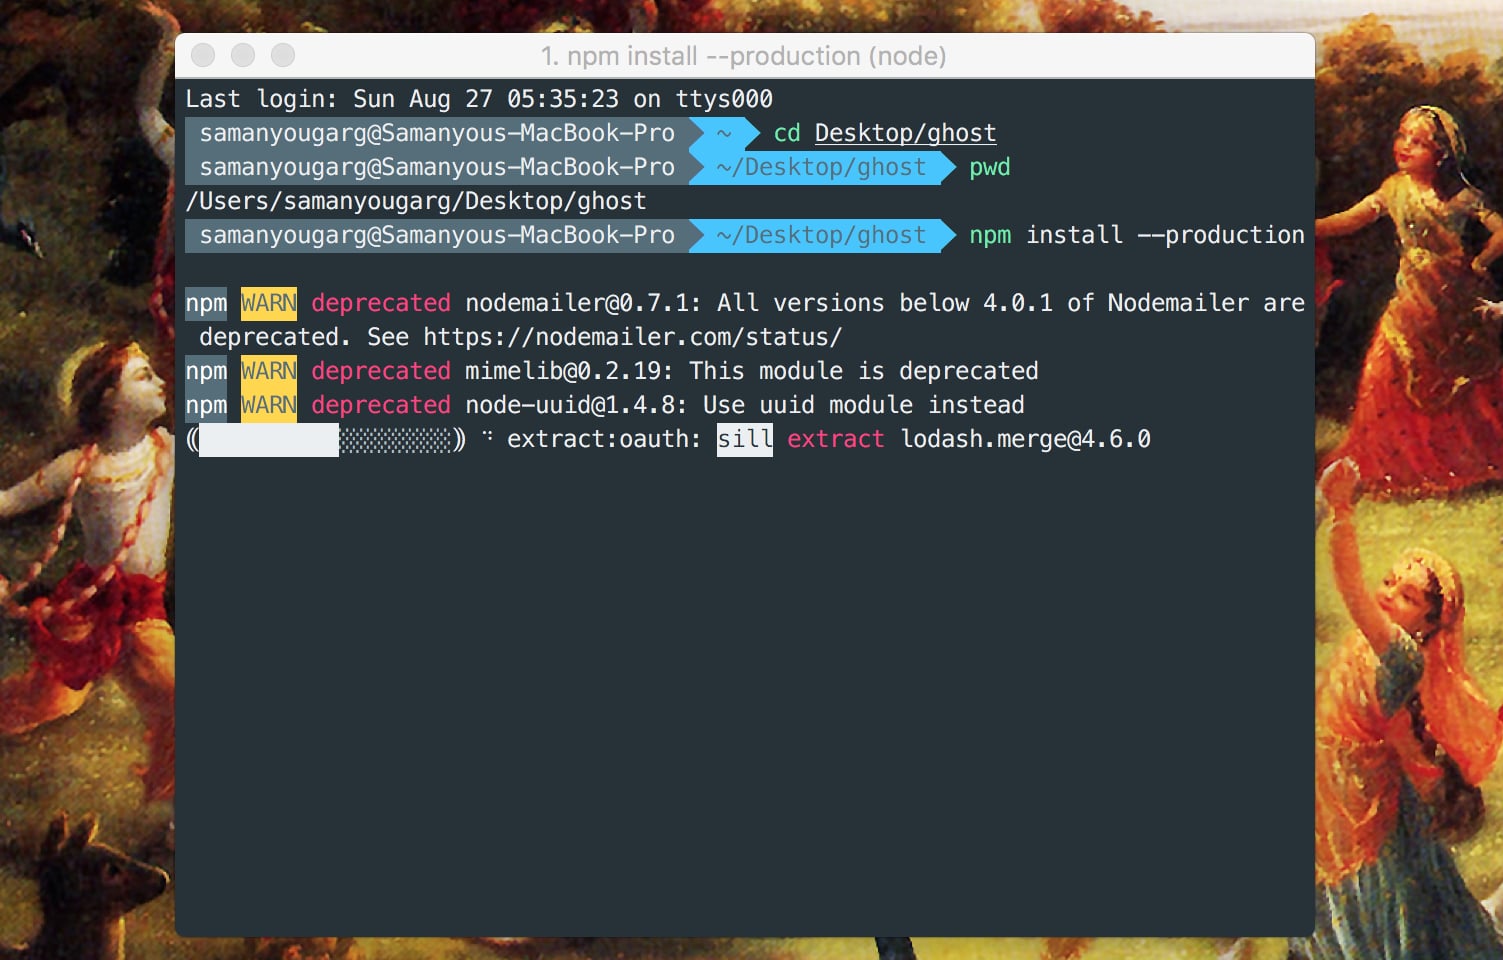 1. npm install --production (node)
Last login: Sun Aug 27 05:35:23 on ttys000
samanyougarg@Samanyous-MacBook-Pro ~ cd Desktop/ghost
samanyougarg@Samanyous-MacBook-Pro ~/Desktop/ghost pwd
/Users/samanyougarg/Desktop/ghost
samanyougarg@Samanyous-MacBook-Pro ~/Desktop/ghost npm install --production
npm WARN deprecated nodemailer@0.7.1: All versions below 4.0.1 of Nodemailer are
deprecated. See https://nodemailer.com/status/
npm WARN deprecated mimelib@0.2.19: This module is deprecated
npm WARN deprecated node-uuid@1.4.8: Use uuid module instead
(( ░░░░░░░░)) ⠙ extract:oauth: sill extract lodash.merge@4.6.0